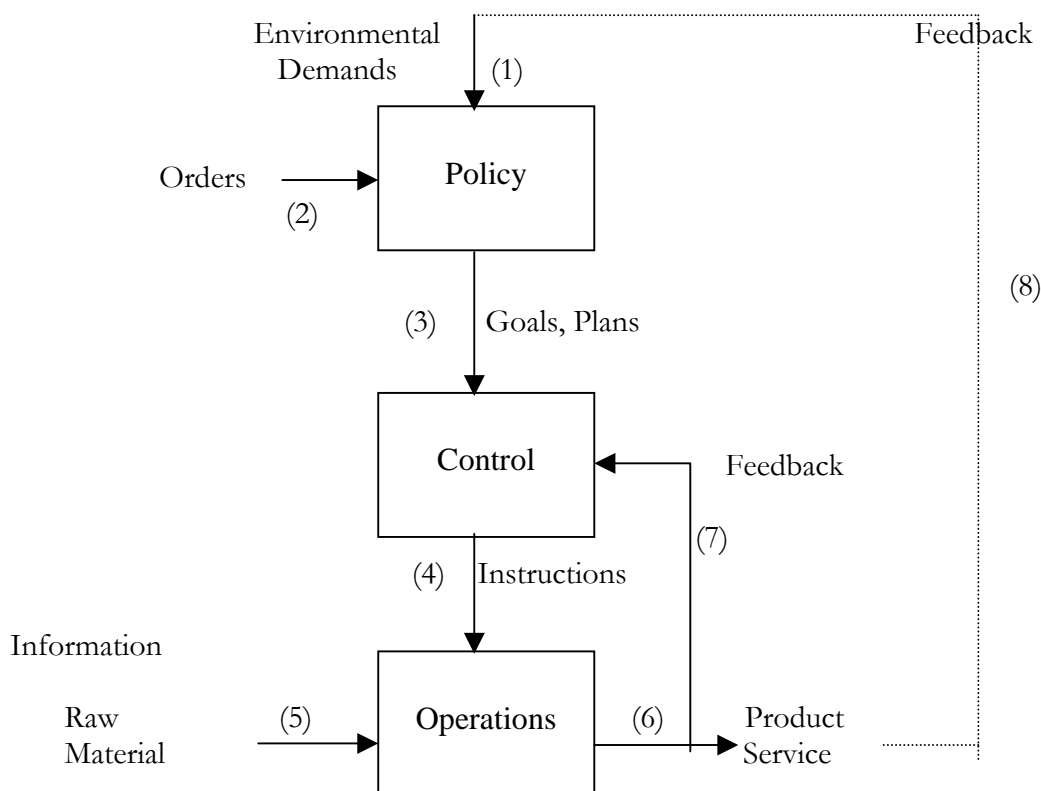 Environmental
Demands
(1)
Feedback
Policy
Orders
(2)
(3)
Goals, Plans
(8)
Control
Feedback
(7)
(4)
Instructions
Information
Raw
Material
(5)
Operations
(6)
Product
Service